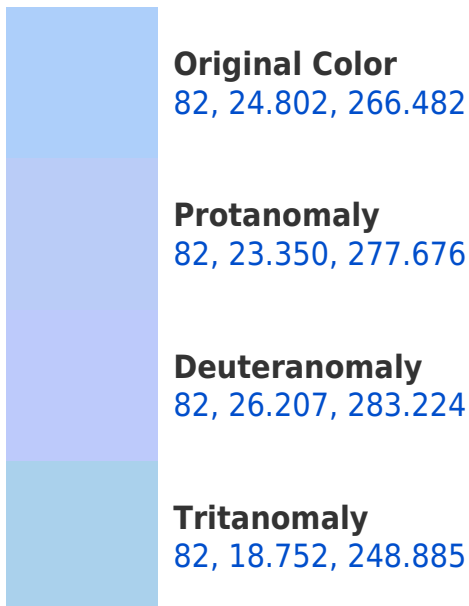 Original Color
82, 24.802, 266.482
Protanomaly
82, 23.350, 277.676
Deuteranomaly
82, 26.207, 283.224
Tritanomaly
82, 18.752, 248.885